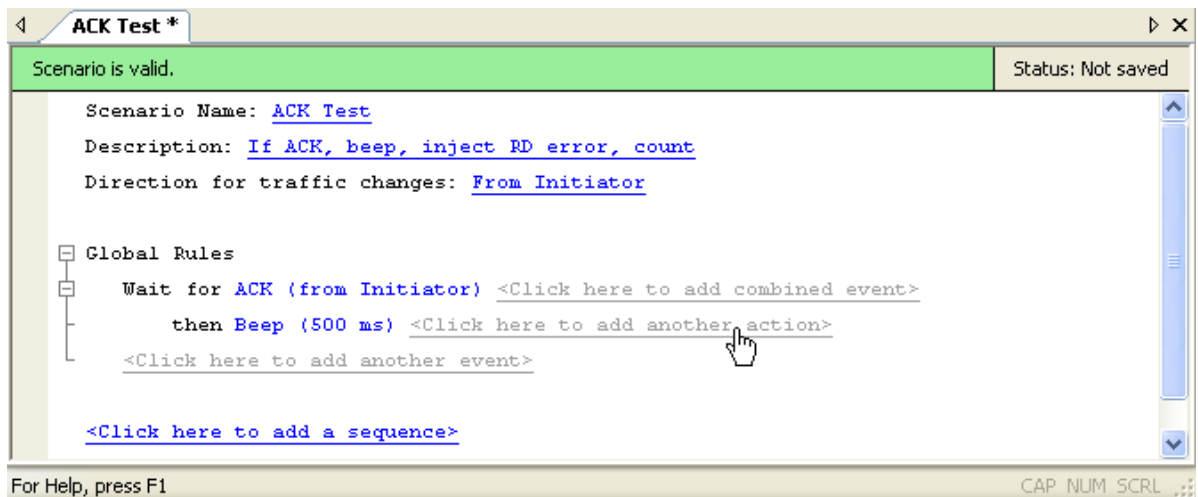 ACK Test *
Scenario is valid. Status: Not saved
Scenario Name: ACK Test
Description: If ACK, beep, inject RD error, count
Direction for traffic changes: From Initiator
Global Rules
Wait for ACK (from Initiator) <Click here to add combined event>
then Beep (500 ms) <Click here to add another action>
<Click here to add another event>
<Click here to add a sequence>
For Help, press F1 CAP NUM SCRL